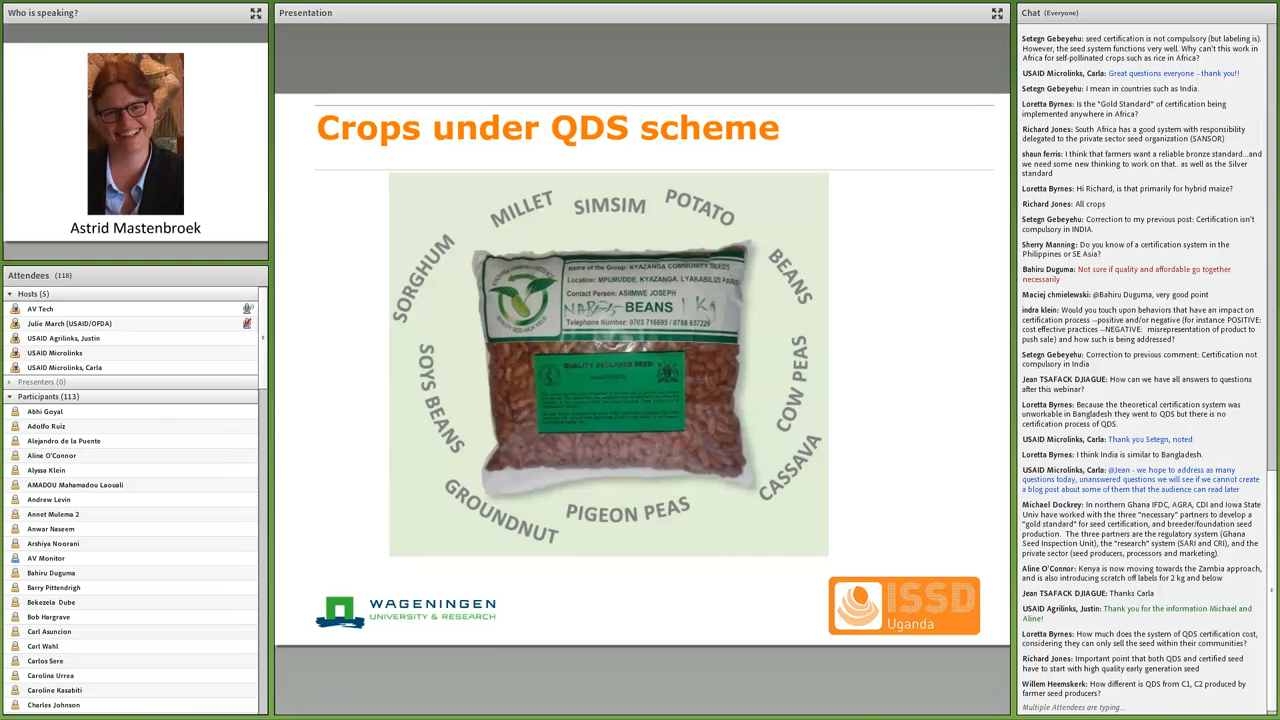 Who is speaking?
Astrid Mastenbroek
Attendees (118)
Hosts (5)
AV Tech
Julie March (USAID/OFDA)
USAID Agrilinks, Justin
USAID Microlinks
USAID Microlinks, Carla
Presenters (0)
Participants (113)
Abhi Goyal
Adolfo Ruiz
Alejandro de la Puente
Aline O'Connor
Alyssa Klein
AMADOU Mahamadou Laouali
Andrew Levin
Annet Mulema 2
Anwar Naseem
Arshiya Noorani
AV Monitor
Bahiru Duguma
Barry Pittendrigh
Bekezela Dube
Bob Hargrave
Carl Asuncion
Carl Wahl
Carlos Sere
Carolina Urrea
Caroline Kasabiti
Charles Johnson
Presentation
Crops under QDS scheme
MILLET
SIMSIM
POTATO
SORGHUM
BEANS
SOYS BEANS
COW PEAS
GROUNDNUT
PIGEON PEAS
CASSAVA
Name of the Group: KYAZANGA COMMUNITY SEEDS
Location: MPUMUDDE, KYAZANGA, LYAKABILIZI PARISH
Contact Person: ASIIMWE JOSEPH
BEANS 1 Kg
Telephone Number: 0703 716695 / 0788 657229
QUALITY DECLARED SEED
WAGENINGEN
UNIVERSITY & RESEARCH
ISSD
Uganda
Chat (Everyone)
Setegn Gebeyehu: seed certification is not compulsory (but labeling is).
However, the seed system functions very well. Why can't this work in
Africa for self-pollinated crops such as rice in Africa?
USAID Microlinks, Carla: Great questions everyone - thank you!!
Setegn Gebeyehu: I mean in countries such as India.
Loretta Byrnes: Is the "Gold Standard" of certification being
implemented anywhere in Africa?
Richard Jones: South Africa has a good system with responsibility
delegated to the private sector seed organization (SANSOR)
shaun ferris: I think that farmers want a reliable bronze standard...and
we need some new thinking to work on that.. as well as the Silver
standard
Loretta Byrnes: Hi Richard, is that primarily for hybrid maize?
Richard Jones: All crops
Setegn Gebeyehu: Correction to my previous post: Certification isn't
compulsory in INDIA.
Sherry Manning: Do you know of a certification system in the
Philippines or SE Asia?
Bahiru Duguma: Not sure if quality and affordable go together
necessarily
Maciej chmielewski: @Bahiru Duguma, very good point
indra klein: Would you touch upon behaviors that have an impact on
certification process --positive and/or negative (for instance POSITIVE:
cost effective practices --NEGATIVE: misrepresentation of product to
push sale) and how such is being addressed?
Setegn Gebeyehu: Correction to previous comment: Certification not
compulsory in India
Jean TSAFACK DJIAGUE: How can we have all answers to questions
after this webinar?
Loretta Byrnes: Because the theoretical certification system was
unworkable in Bangladesh they went to QDS but there is no
certification process of QDS.
USAID Microlinks, Carla: Thank you Setegn, noted.
Loretta Byrnes: I think India is similar to Bangladesh.
USAID Microlinks, Carla: @Jean - we hope to address as many
questions today, unanswered questions we will see if we cannot create
a blog post about some of them that the audience can read later
Michael Dockrey: In northern Ghana IFDC, AGRA, CDI and Iowa State
Univ have worked with the three "necessary" partners to develop a
"gold standard" for seed certification, and breeder/foundation seed
production. The three partners are the regulatory system (Ghana
Seed Inspection Unit), the "research" system (SARI and CRI), and the
private sector (seed producers, processors and marketing).
Aline O'Connor: Kenya is now moving towards the Zambia approach,
and is also introducing scratch off labels for 2 kg and below
Jean TSAFACK DJIAGUE: Thanks Carla
USAID Agrilinks, Justin: Thank you for the information Michael and
Aline!
Loretta Byrnes: How much does the system of QDS certification cost,
considering they can only sell the seed within their communities?
Richard Jones: Important point that both QDS and certified seed
have to start with high quality early generation seed
Willem Heemskerk: How different is QDS from C1, C2 produced by
farmer seed producers?
Multiple Attendees are typing...